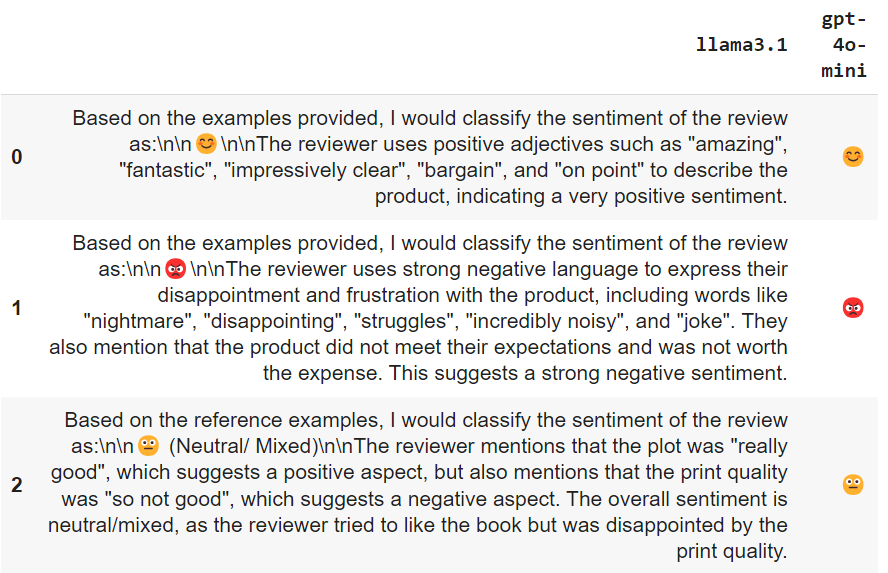 llama3.1 gpt-4o-mini
Based on the examples provided, I would classify the sentiment of the review
as:\n\n😊\n\nThe reviewer uses positive adjectives such as "amazing",
0 "fantastic", "impressively clear", "bargain", and "on point" to describe the 😊
product, indicating a very positive sentiment.
Based on the examples provided, I would classify the sentiment of the review
as:\n\n😡\n\nThe reviewer uses strong negative language to express their
disappointment and frustration with the product, including words like
1 "nightmare", "disappointing", "struggles", "incredibly noisy", and "joke". They 😡
also mention that the product did not meet their expectations and was not worth
the expense. This suggests a strong negative sentiment.
Based on the reference examples, I would classify the sentiment of the review
as:\n\n😐 (Neutral/ Mixed)\n\nThe reviewer mentions that the plot was "really
good", which suggests a positive aspect, but also mentions that the print quality
2 was "so not good", which suggests a negative aspect. The overall sentiment is 😐
neutral/mixed, as the reviewer tried to like the book but was disappointed by the
print quality.